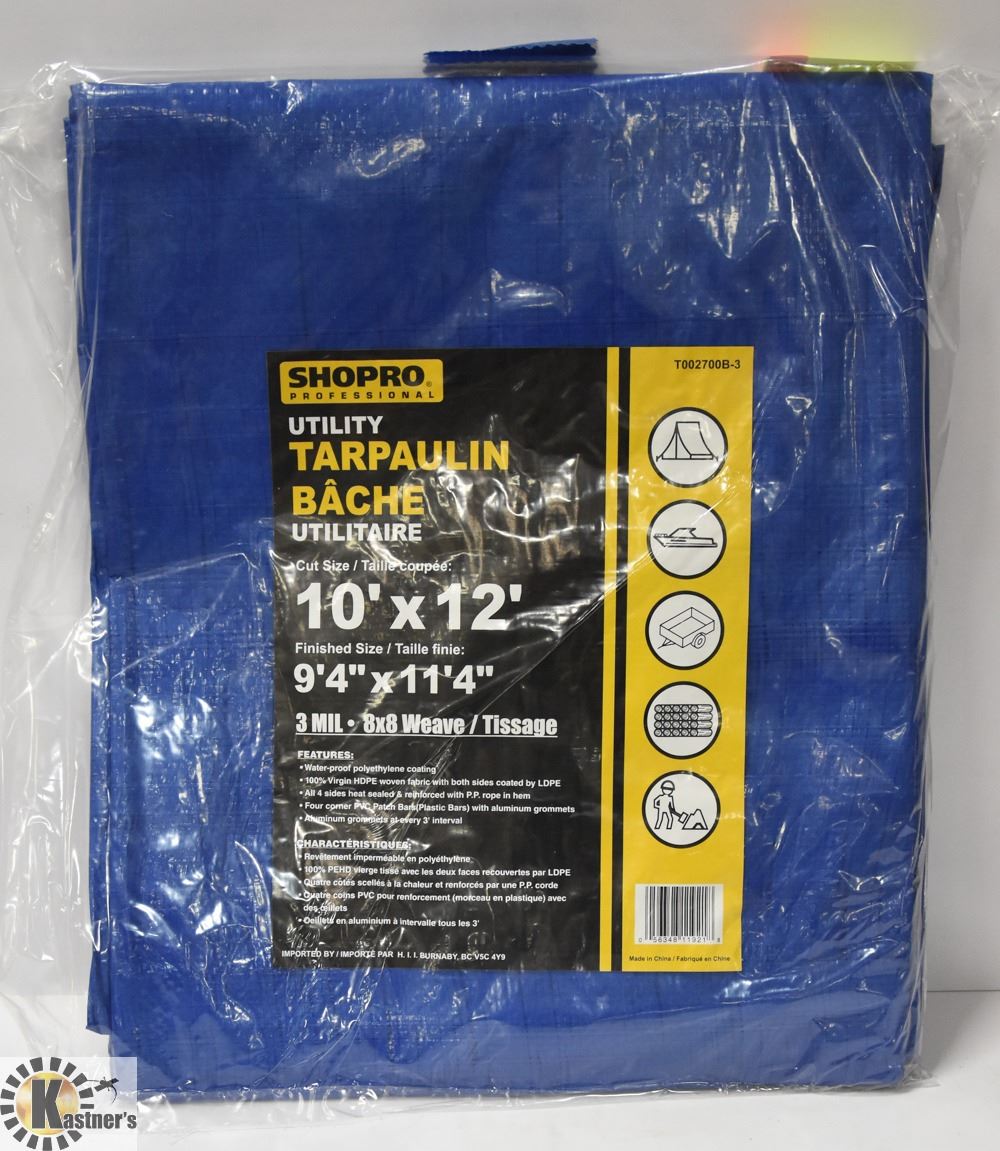 SHOPRO®
PROFESSIONAL
T002700B-3
UTILITY
TARPAULIN
BÂCHE
UTILITAIRE
Cut Size / Taille coupée:
10' x 12'
Finished Size / Taille finie:
9'4" x 11'4"
3 MIL • 8x8 Weave / Tissage
FEATURES:
• Water-proof polyethylene coating
• 100% Virgin HDPE woven fabric with both sides coated by LDPE
• All 4 sides heat sealed & reinforced with P.P. rope in hem
• Four corner PVC Patch Bars(Plastic Bars) with aluminum grommets
• Aluminum grommets at every 3' interval
CHARACTÉRISTIQUES:
• Revêtement imperméable en polyéthylène
• 100% PEHD vierge tissé avec les deux faces recouvertes par LDPE
• Quatre côtés scellés à la chaleur et renforcés par une P.P. corde
• Quatre coins PVC pour renforcement (morceau en plastique) avec
des œillets
• Oeillets en aluminium à intervalle tous les 3'
IMPORTED BY / IMPORTÉ PAR H. I. I. BURNABY, BC V5C 4Y9
0 56348 11921 8
Made in China / Fabriqué en Chine
Kastner's